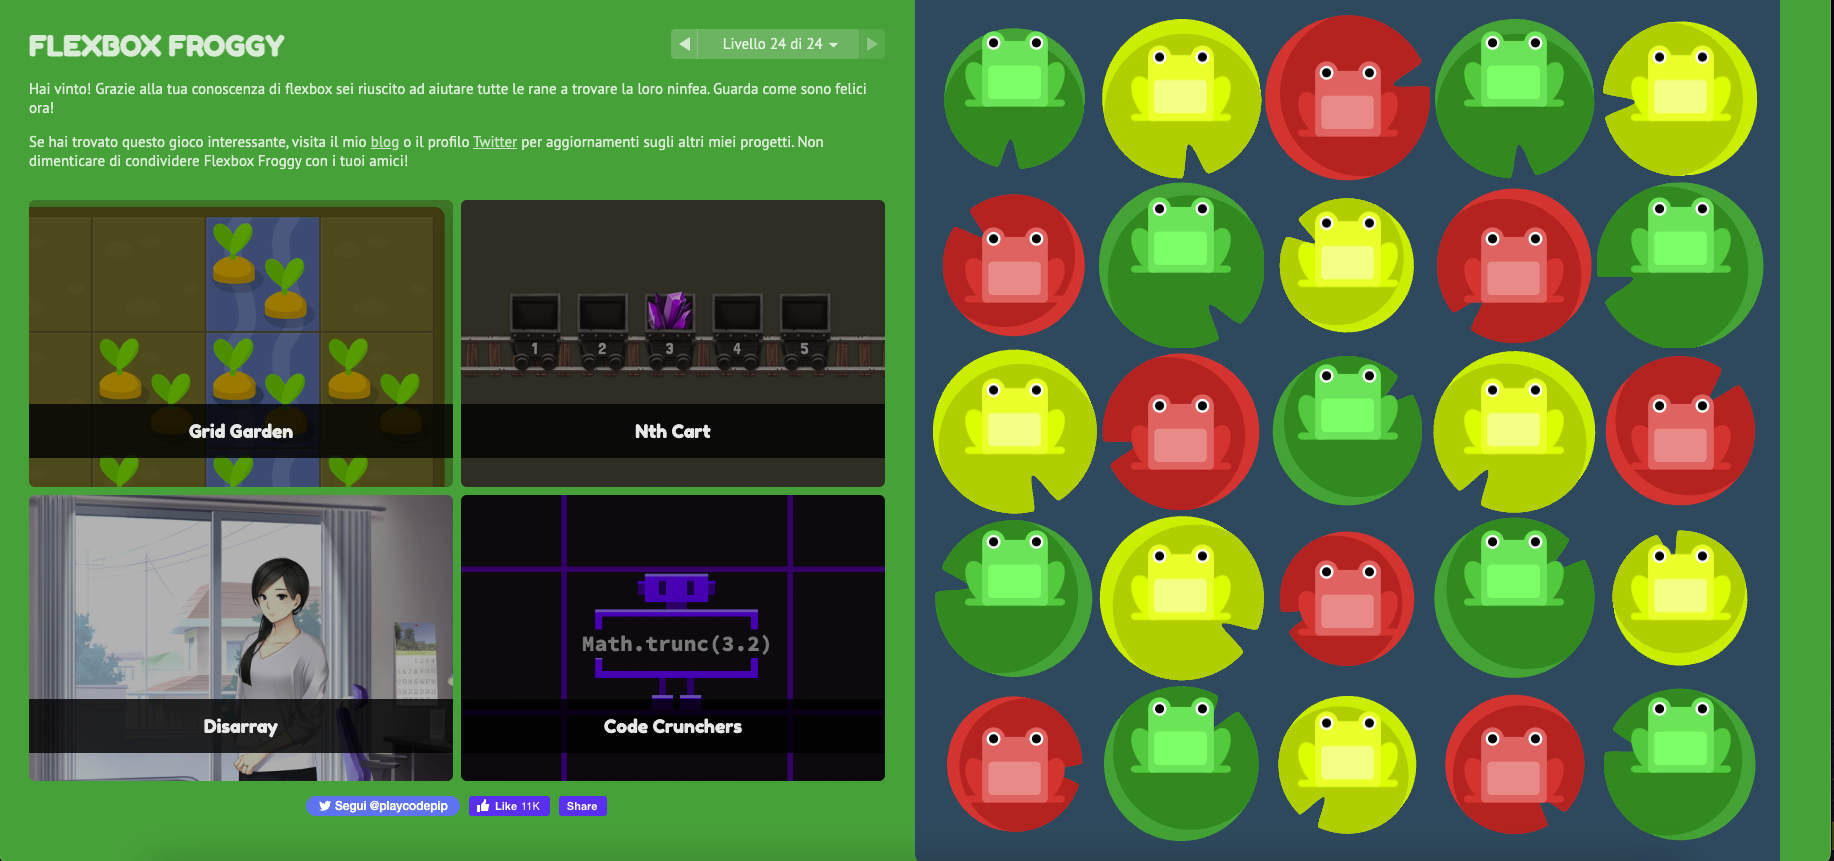 FLEXBOX FROGGY
Livello 24 di 24
Hai vinto! Grazie alla tua conoscenza di flexbox sei riuscito ad aiutare tutte le rane a trovare la loro ninfea. Guarda come sono felici
ora!
Se hai trovato questo gioco interessante, visita il mio blog o il profilo Twitter per aggiornamenti sugli altri miei progetti. Non
dimenticare di condividere Flexbox Froggy con i tuoi amici!
1 2 3 4 5
Grid Garden
Nth Cart
Math.trunc(3.2)
Disarray
Code Crunchers
Segui @playcodepip
Like 11K
Share